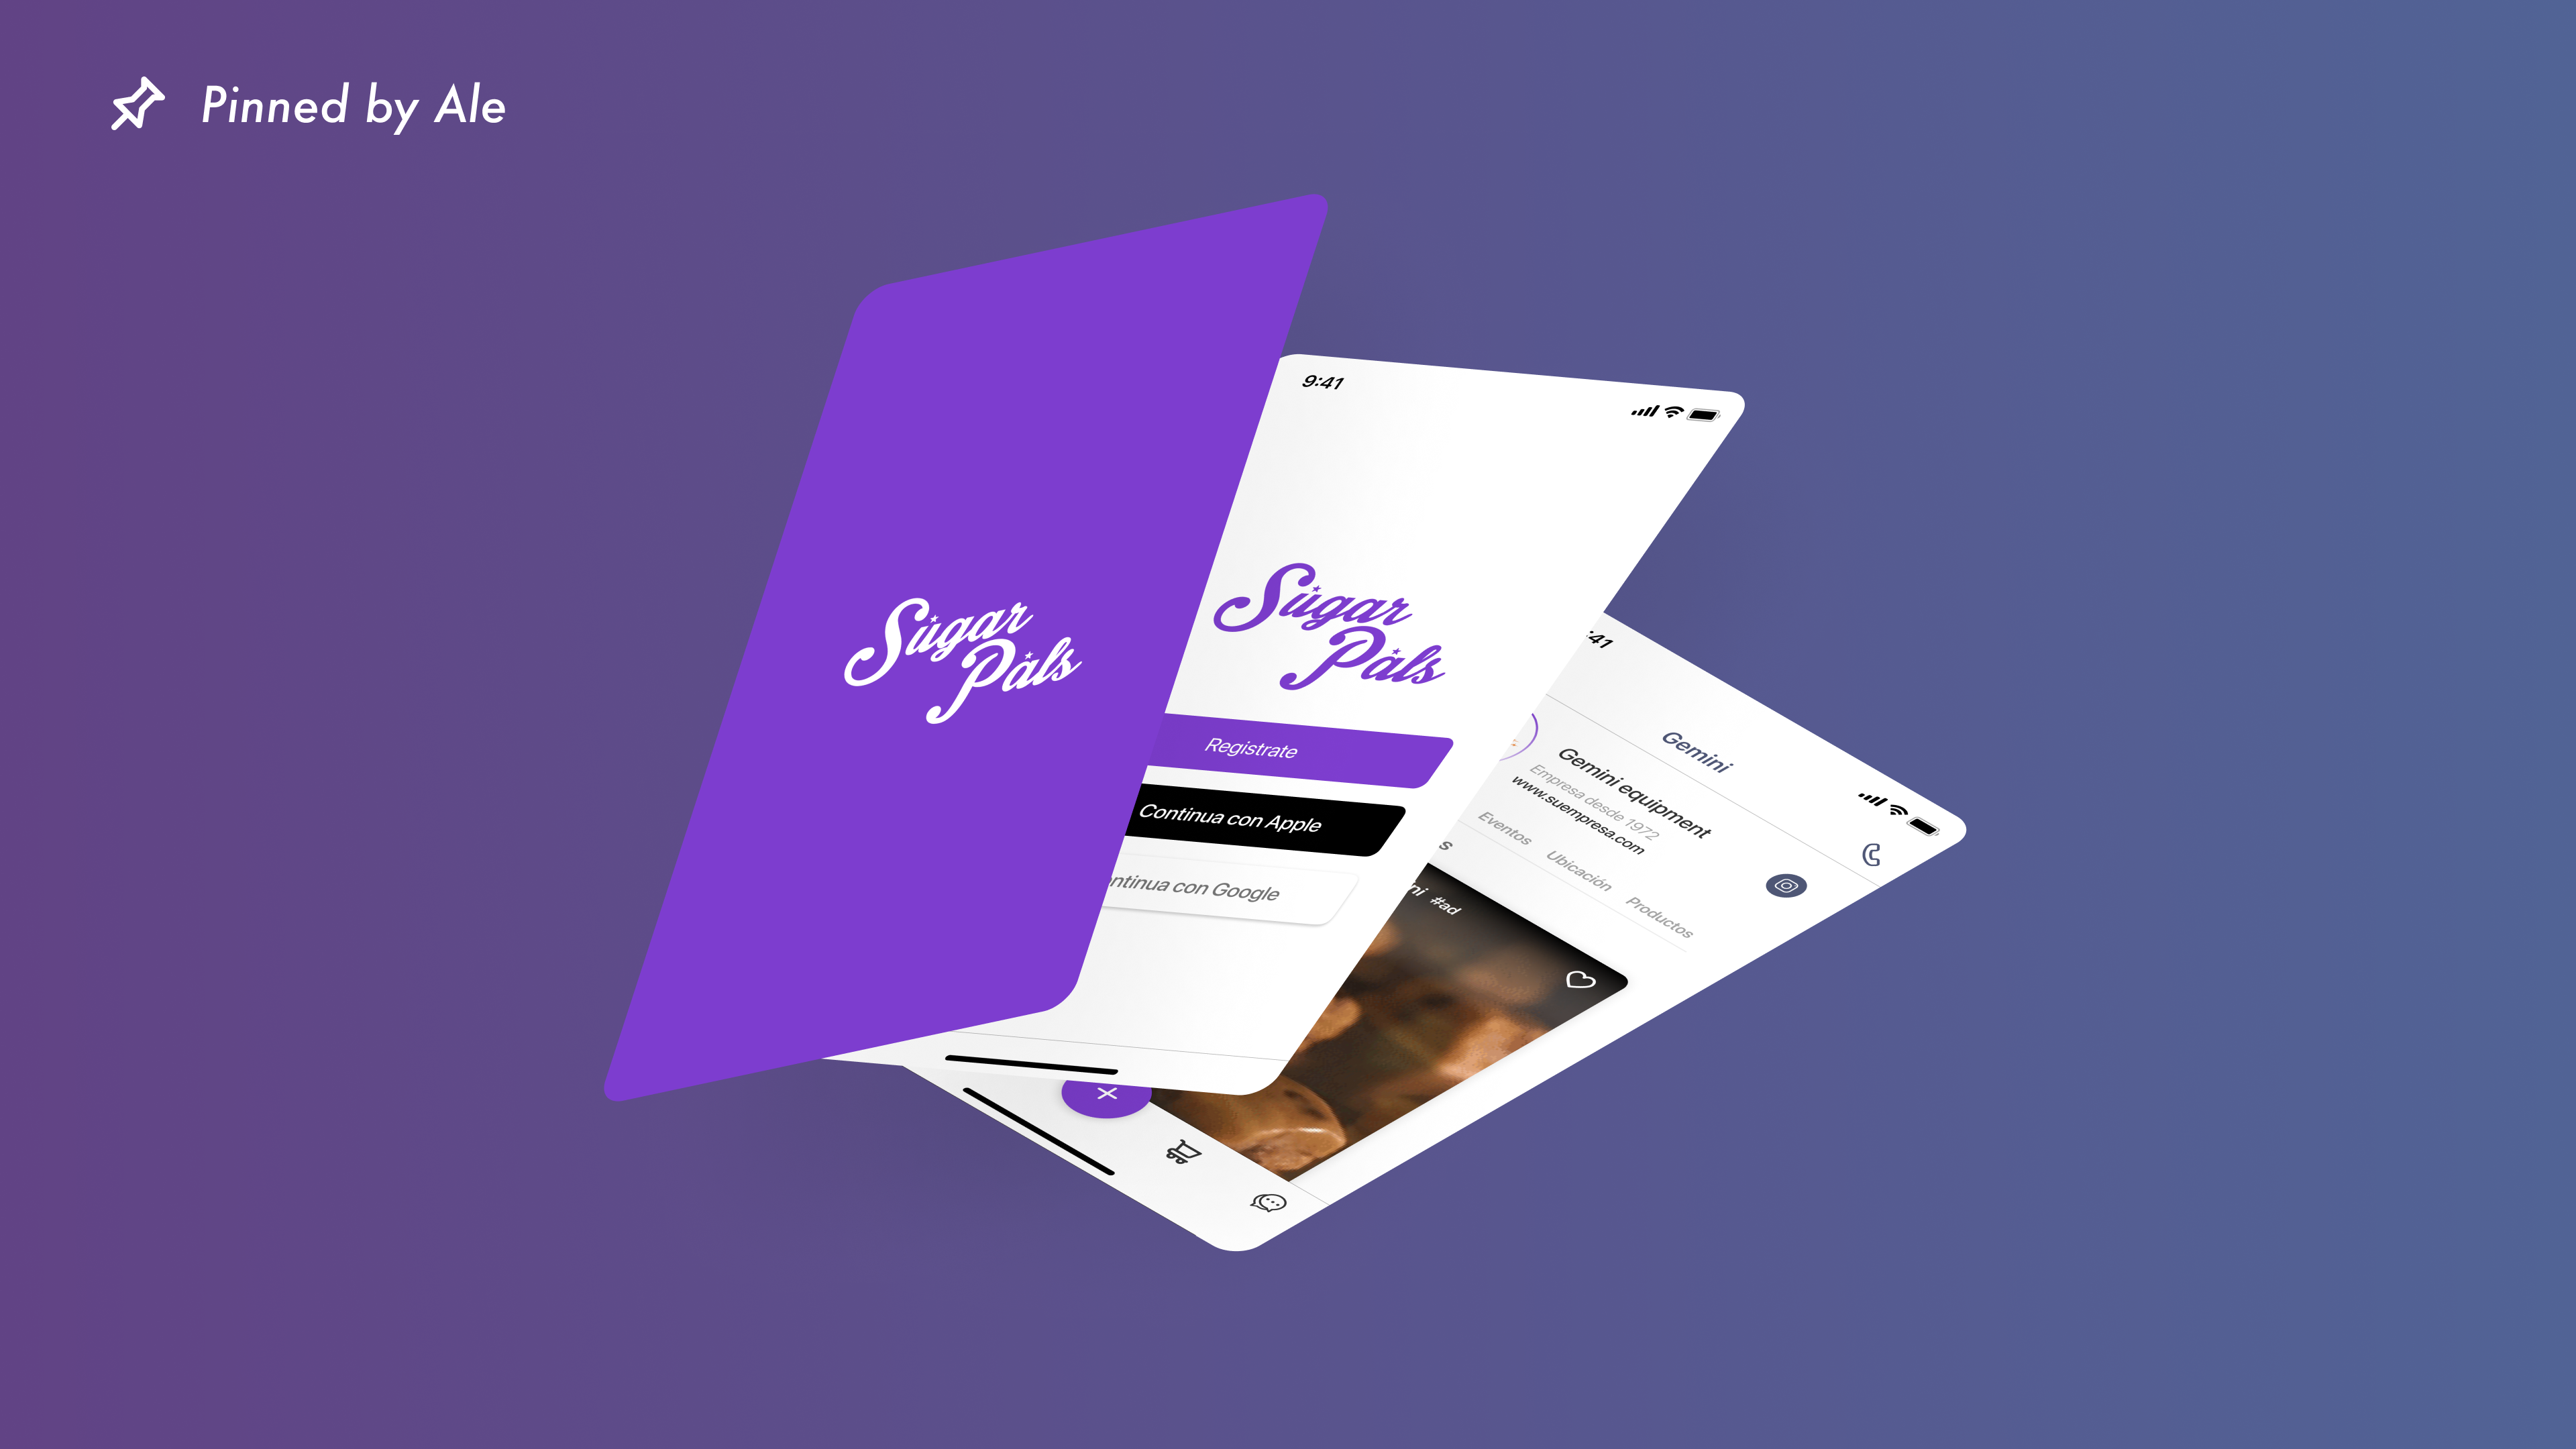 Pinned by Ale
Sugar
Pals
9:41
Sugar
Pals
Registrate
Continua con Apple
ontinua con Google
:41
Gemini
Gemini equipment
Empresa desde 1972
www.suempresa.com
Eventos Ubicación Productos
s
ni #ad